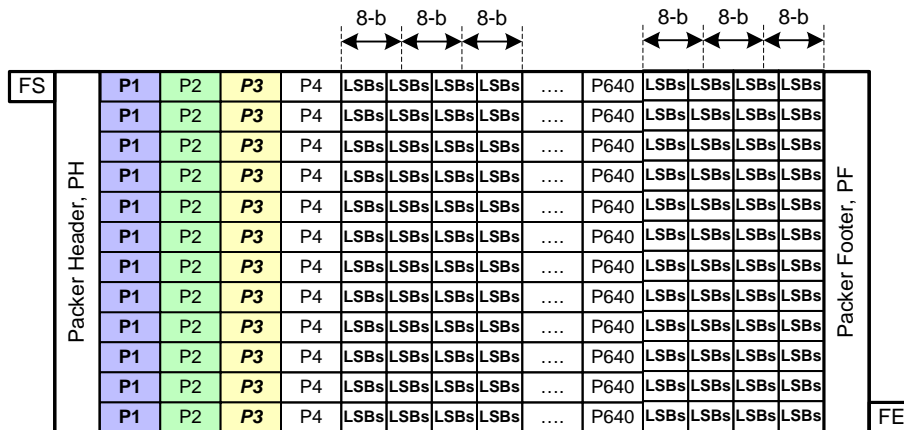 8-b 8-b 8-b 8-b 8-b 8-b
FS P1 P2 P3 P4 LSBs LSBs LSBs LSBs .... P640 LSBs LSBs LSBs LSBs
P1 P2 P3 P4 LSBs LSBs LSBs LSBs .... P640 LSBs LSBs LSBs LSBs
P1 P2 P3 P4 LSBs LSBs LSBs LSBs .... P640 LSBs LSBs LSBs LSBs
P1 P2 P3 P4 LSBs LSBs LSBs LSBs .... P640 LSBs LSBs LSBs LSBs
P1 P2 P3 P4 LSBs LSBs LSBs LSBs .... P640 LSBs LSBs LSBs LSBs
P1 P2 P3 P4 LSBs LSBs LSBs LSBs .... P640 LSBs LSBs LSBs LSBs
P1 P2 P3 P4 LSBs LSBs LSBs LSBs .... P640 LSBs LSBs LSBs LSBs
P1 P2 P3 P4 LSBs LSBs LSBs LSBs .... P640 LSBs LSBs LSBs LSBs
P1 P2 P3 P4 LSBs LSBs LSBs LSBs .... P640 LSBs LSBs LSBs LSBs
P1 P2 P3 P4 LSBs LSBs LSBs LSBs .... P640 LSBs LSBs LSBs LSBs
P1 P2 P3 P4 LSBs LSBs LSBs LSBs .... P640 LSBs LSBs LSBs LSBs
P1 P2 P3 P4 LSBs LSBs LSBs LSBs .... P640 LSBs LSBs LSBs LSBs FE
Packer Header, PH
Packer Footer, PF